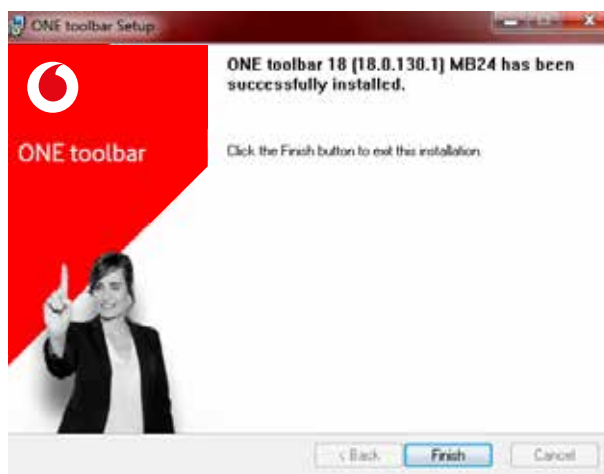 ONE toolbar Setup
ONE toolbar 18 (18.0.130.1) MB24 has been
successfully installed.
ONE toolbar
Click the Finish button to exit this installation
< Back
Finish
Cancel